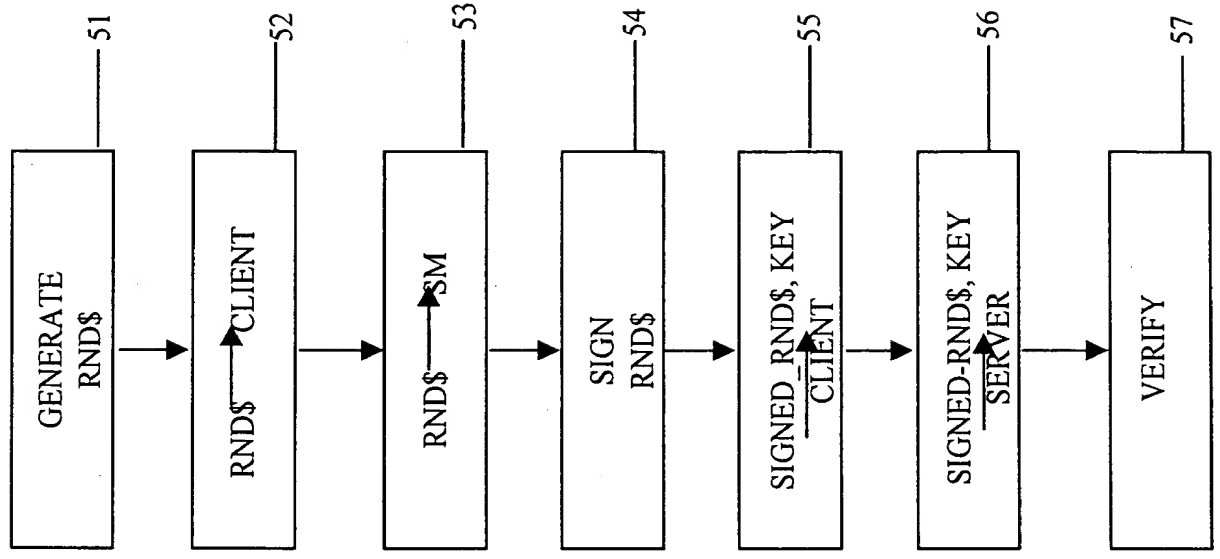 GENERATE
RND$
51
RND$ → CLIENT
52
RND$ → SM
53
SIGN
RND$
54
SIGNED_RND$, KEY
→ CLIENT
55
SIGNED-RND$, KEY
→ SERVER
56
VERIFY
57